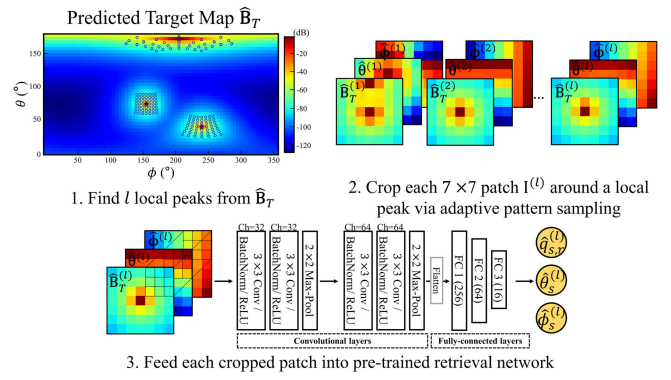 Predicted Target Map B̂_T
(dB)
0
-20
-40
-60
-80
-100
-120
θ (°)
150
100
50
0
0 50 100 150 200 250 300 350
ϕ (°)
1. Find l local peaks from B̂_T
ϕ̂^(1) ϕ̂^(2) ϕ̂^(l)
θ̂^(1) θ̂^(2) θ̂^(l)
B̂_T^(1) B̂_T^(2) ... B̂_T^(l)
2. Crop each 7 ×7 patch I^(l) around a local
peak via adaptive pattern sampling
ϕ̂^(l)
θ̂^(l)
B̂_T^(l)
Ch=32
3×3 Conv /
BatchNorm/ ReLU
Ch=32
3×3 Conv /
BatchNorm/ ReLU
2×2 Max-Pool
Ch=64
3×3 Conv /
BatchNorm/ ReLU
Ch=64
3×3 Conv /
BatchNorm/ ReLU
2×2 Max-Pool
Flatten
FC 1 (256)
FC 2 (64)
FC 3 (16)
Convolutional layers
Fully-connected layers
q̂_{s,p}^(l)
θ̂_s^(l)
ϕ̂_s^(l)
3. Feed each cropped patch into pre-trained retrieval network